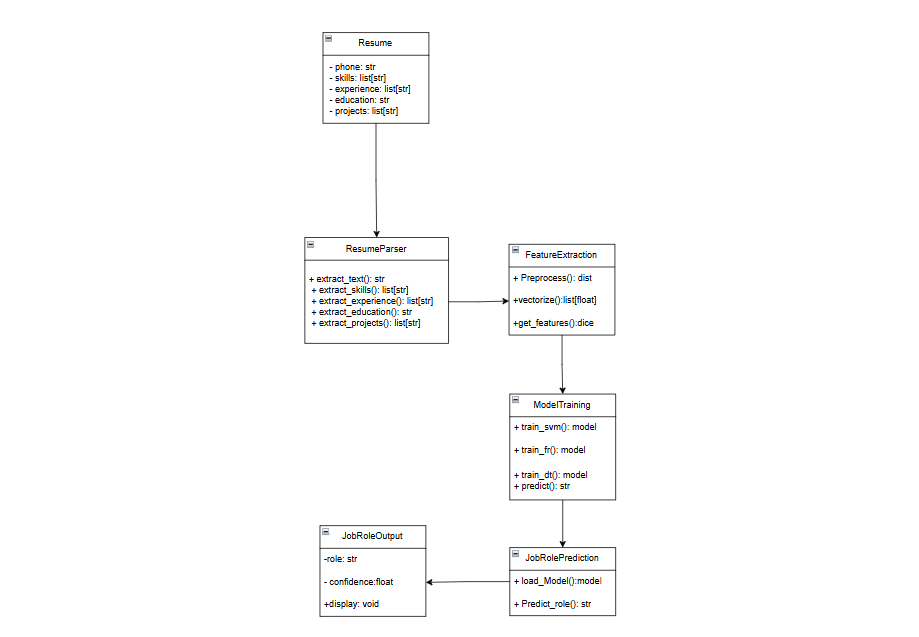 Resume
- phone: str
- skills: list[str]
- experience: list[str]
- education: str
- projects: list[str]
ResumeParser
+ extract_text(): str
+ extract_skills(): list[str]
+ extract_experience(): list[str]
+ extract_education(): str
+ extract_projects(): list[str]
FeatureExtraction
+ Preprocess(): dist
+vectorize():list[float]
+get_features():dice
ModelTraining
+ train_svm(): model
+ train_fr(): model
+ train_dt(): model
+ predict(): str
JobRolePrediction
+ load_Model():model
+ Predict_role(): str
JobRoleOutput
-role: str
- confidence:float
+display: void